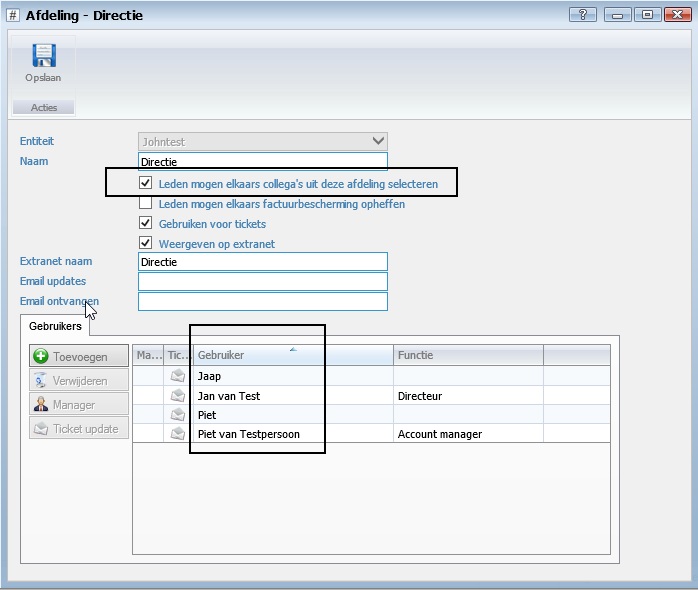 # Afdeling - Directie
?
Opslaan
Acties
Entiteit Johntest
Naam Directie
Leden mogen elkaars collega's uit deze afdeling selecteren
Leden mogen elkaars factuurbescherming opheffen
Gebruiken voor tickets
Weergeven op extranet
Extranet naam Directie
Email updates
Email ontvangen
Gebruikers
Toevoegen
Verwijderen
Manager
Ticket update
Ma... Tic... Gebruiker Functie
Jaap
Jan van Test Directeur
Piet
Piet van Testpersoon Account manager